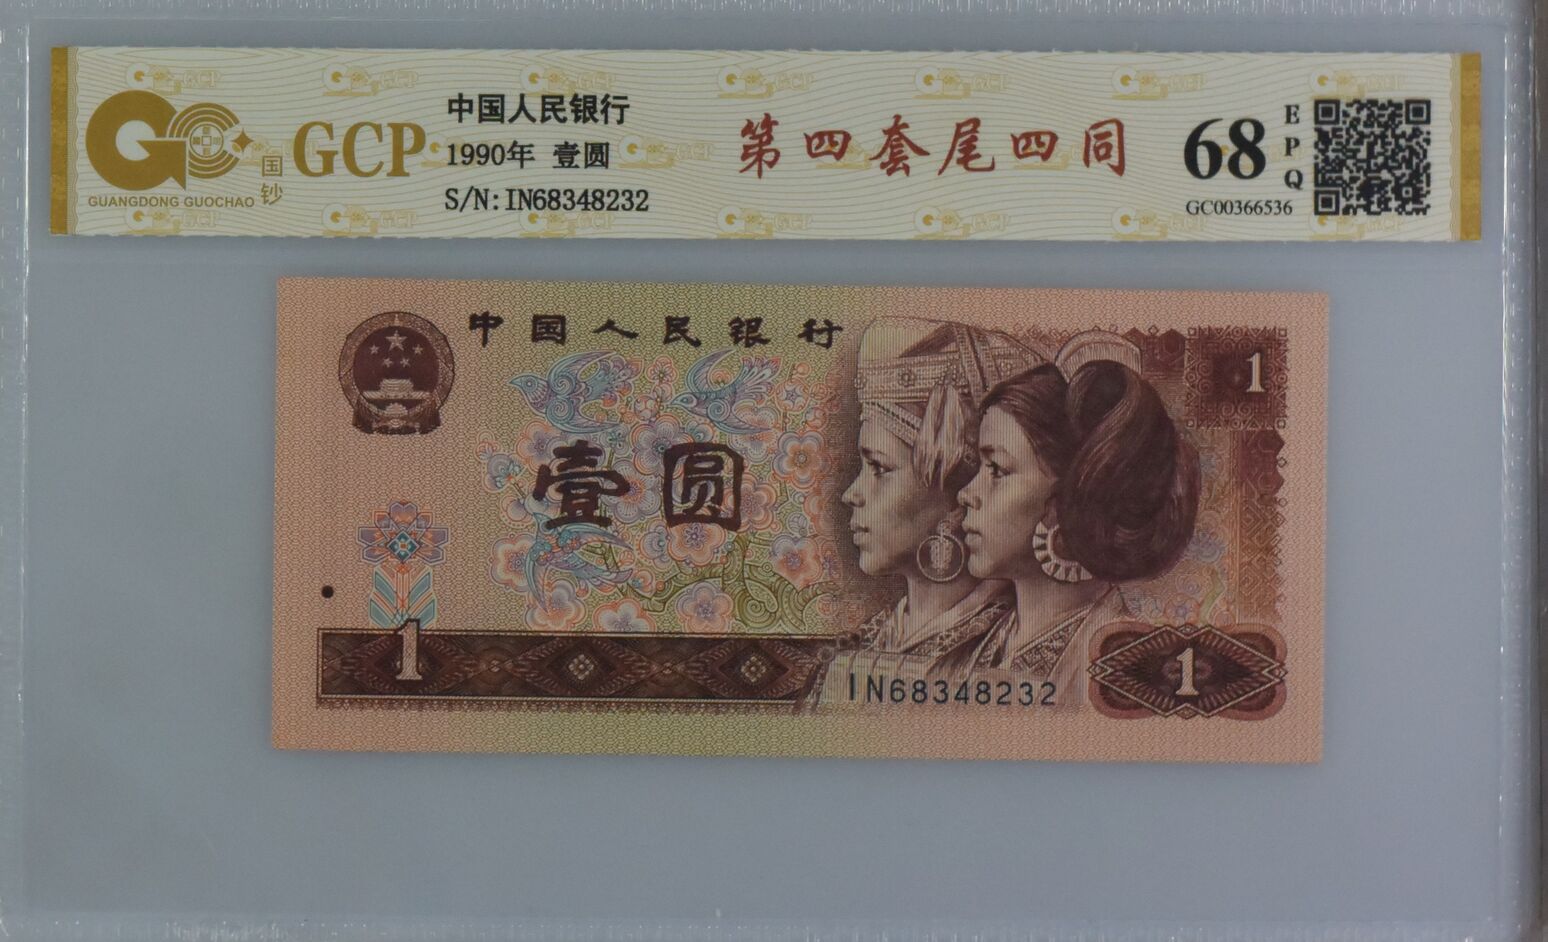 GCP
国钞
GUANGDONG GUOCHAO
中国人民银行
1990年 壹圆
S/N: IN68348232
第四套尾四同
68
EPQ
GC00366536
中国人民银行
1
壹圆
1
IN68348232
1